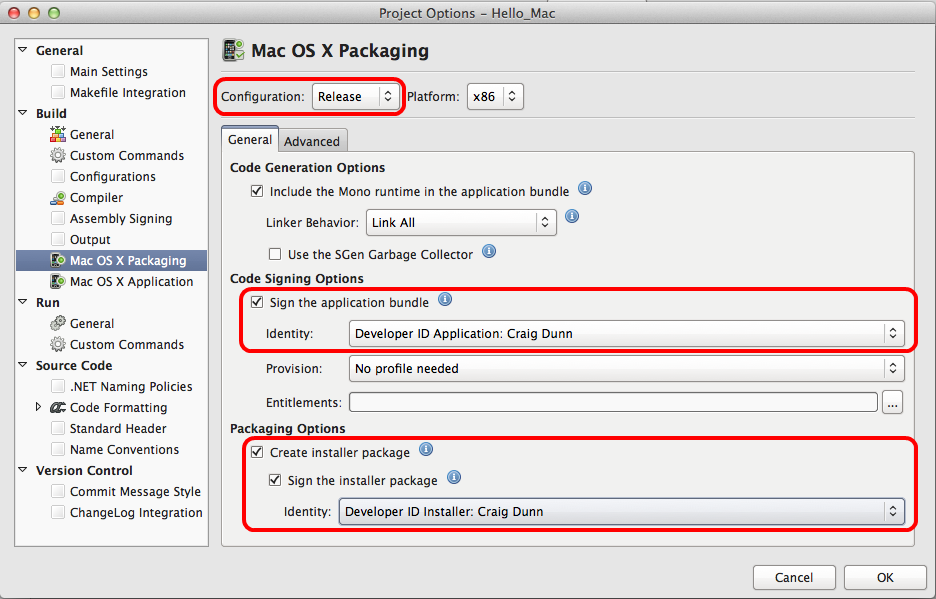 Project Options – Hello_Mac
General
Main Settings
Makefile Integration
Build
General
Custom Commands
Configurations
Compiler
Assembly Signing
Output
Mac OS X Packaging
Mac OS X Application
Run
General
Custom Commands
Source Code
.NET Naming Policies
Code Formatting
Standard Header
Name Conventions
Version Control
Commit Message Style
ChangeLog Integration
Mac OS X Packaging
Configuration: Release Platform: x86
General Advanced
Code Generation Options
Include the Mono runtime in the application bundle
Linker Behavior: Link All
Use the SGen Garbage Collector
Code Signing Options
Sign the application bundle
Identity: Developer ID Application: Craig Dunn
Provision: No profile needed
Entitlements: ...
Packaging Options
Create installer package
Sign the installer package
Identity: Developer ID Installer: Craig Dunn
Cancel OK